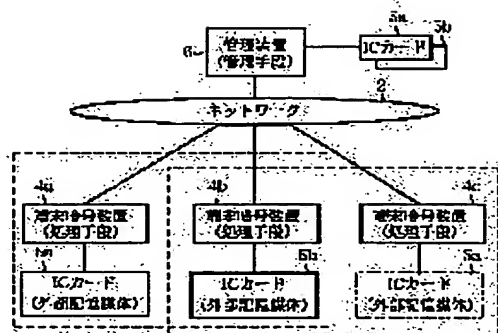 5a
5b
6
管理装置
(管理手段)
ICカード
2
ネットワーク
4a
4b
4c
端末暗号装置
(処理手段)
端末暗号装置
(処理手段)
端末暗号装置
(処理手段)
5a
5b
5a
ICカード
(外部記憶媒体)
ICカード
(外部記憶媒体)
ICカード
(外部記憶媒体)